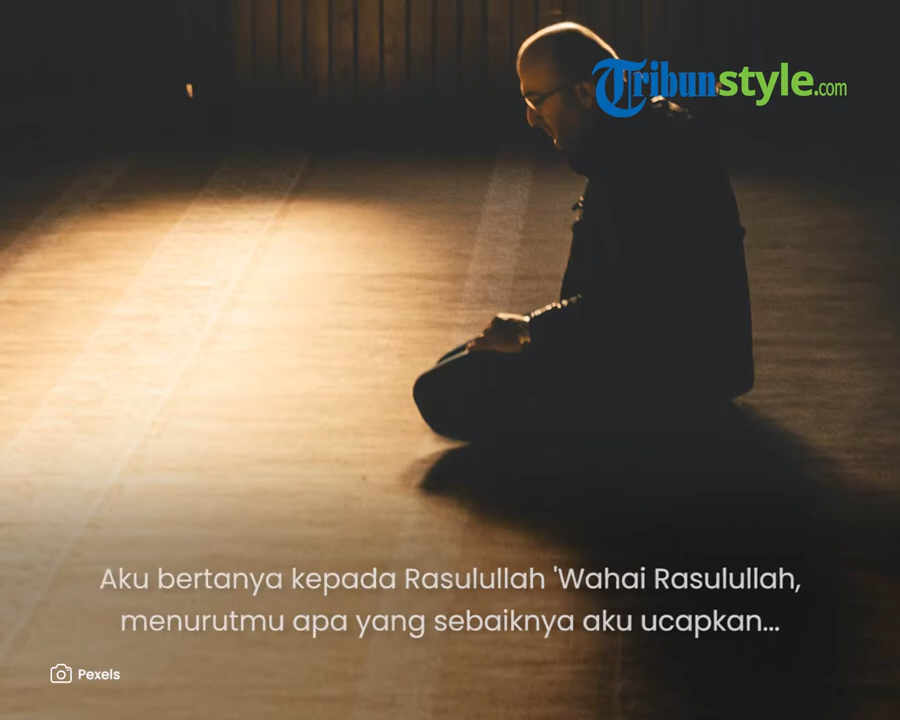 Tribunstyle.com
Aku bertanya kepada Rasulullah 'Wahai Rasulullah,
menurutmu apa yang sebaiknya aku ucapkan...
Pexels